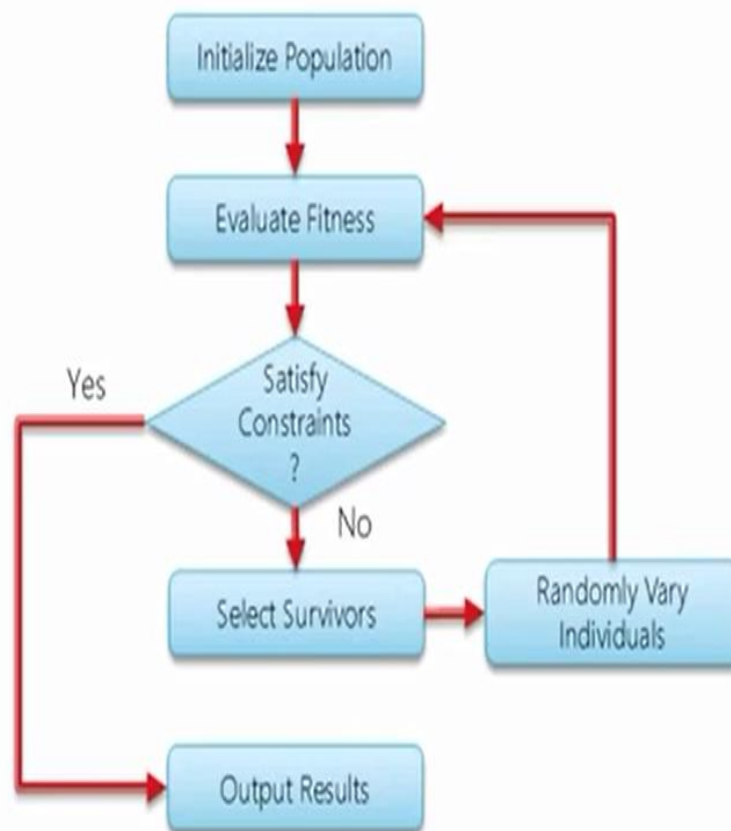 Initialize Population
Evaluate Fitness
Satisfy
Constraints
?
Yes
No
Select Survivors
Randomly Vary
Individuals
Output Results